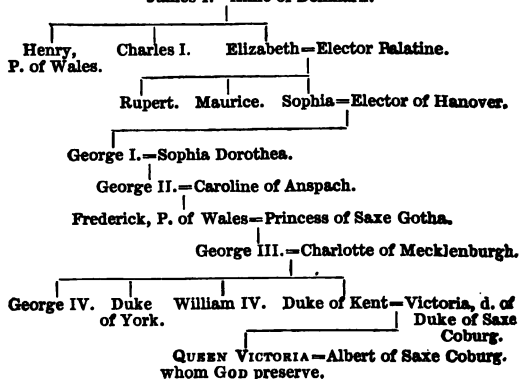 James I.=Anne of Denmark.
Henry, Charles I. Elizabeth=Elector Palatine.
P. of Wales.
Rupert. Maurice. Sophia=Elector of Hanover.
George I.=Sophia Dorothea.
George II.=Caroline of Anspach.
Frederick, P. of Wales=Princess of Saxe Gotha.
George III.=Charlotte of Mecklenburgh.
George IV. Duke William IV. Duke of Kent=Victoria, d. of
of York. Duke of Saxe
Coburg.
QUEEN VICTORIA=Albert of Saxe Coburg.
whom GOD preserve.